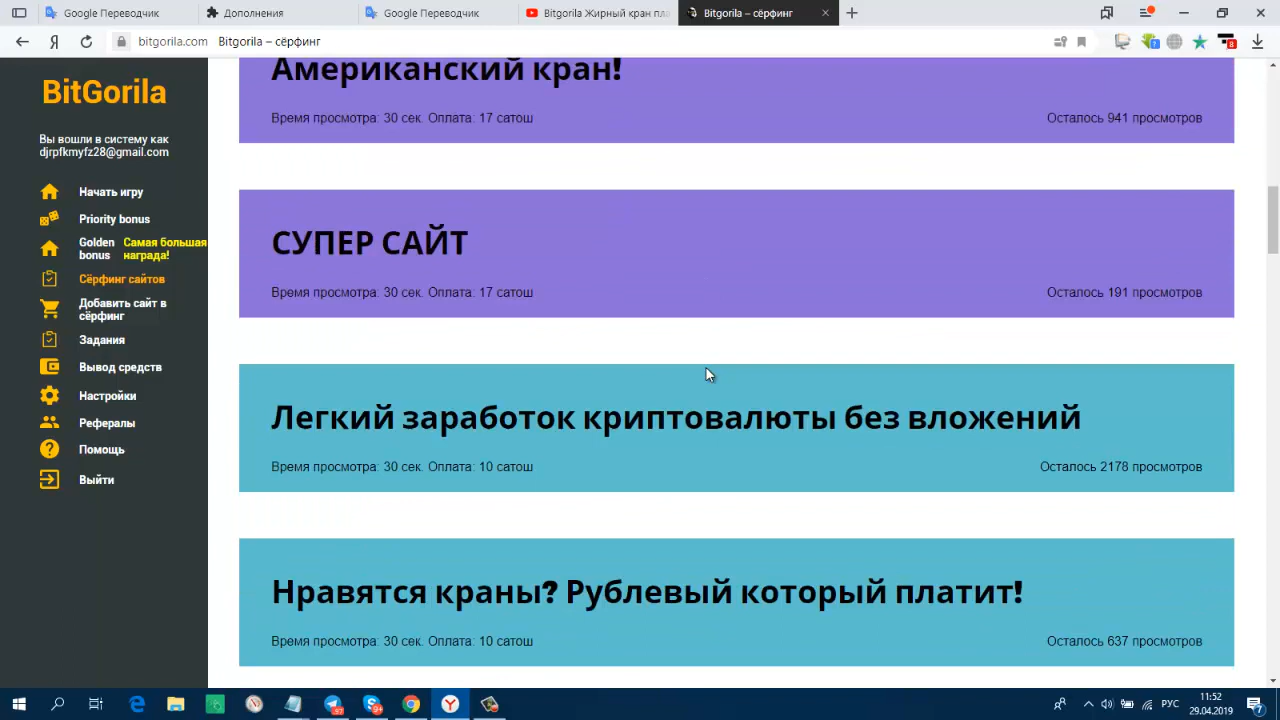 Google Переводчик
Дополнения
Google Переводчик
Bitgorila Жирный кран пла
Bitgorila – сёрфинг
bitgorila.com Bitgorila – сёрфинг
7
8
BitGorila
Вы вошли в систему как
djrpfkmyfz28@gmail.com
Начать игру
Priority bonus
Golden bonus
Самая большая награда!
Сёрфинг сайтов
Добавить сайт в
сёрфинг
Задания
Вывод средств
Настройки
Рефералы
Помощь
Выйти
Американский кран!
Время просмотра: 30 сек. Оплата: 17 сатош
Осталось 941 просмотров
СУПЕР САЙТ
Время просмотра: 30 сек. Оплата: 17 сатош
Осталось 191 просмотров
Легкий заработок криптовалюты без вложений
Время просмотра: 30 сек. Оплата: 10 сатош
Осталось 2178 просмотров
Нравятся краны? Рублевый который платит!
Время просмотра: 30 сек. Оплата: 10 сатош
Осталось 637 просмотров
РУС
11:52
29.04.2019